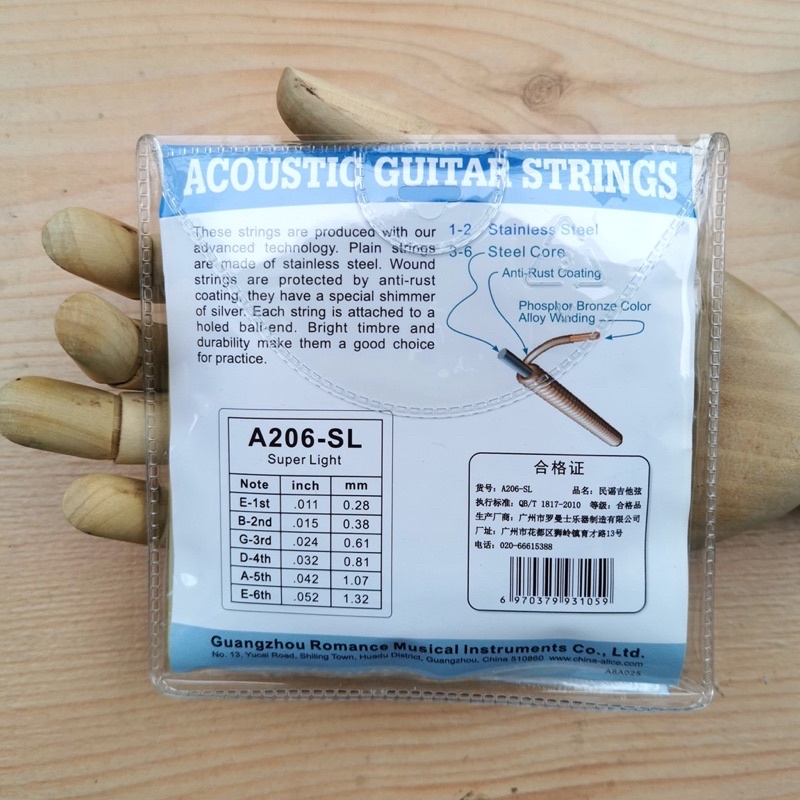 ACOUSTIC GUITAR STRINGS
These strings are produced with our
advanced technology. Plain strings
are made of stainless steel. Wound
strings are protected by anti-rust
coating, they have a special shimmer
of silver. Each string is attached to a
holed ball-end. Bright timbre and
durability make them a good choice
for practice.
1-2 Stainless Steel
3-6 Steel Core
Anti-Rust Coating
Phosphor Bronze Color
Alloy Winding
A206-SL
Super Light
Note inch mm
E-1st .011 0.28
B-2nd .015 0.38
G-3rd .024 0.61
D-4th .032 0.81
A-5th .042 1.07
E-6th .052 1.32
合格证
货号: A206-SL 品名: 民谣吉他弦
执行标准: QB/T 1817-2010 等级: 合格品
生产厂商: 广州市罗曼士乐器制造有限公司
厂址: 广州市花都区狮岭镇育才路13号
电话: 020-66615388
6 970379 931059
Guangzhou Romance Musical Instruments Co., Ltd.
No. 13, Yucai Road, Shiling Town, Huadu District, Guangzhou, China 510860 www.china-alice.com
A8A025